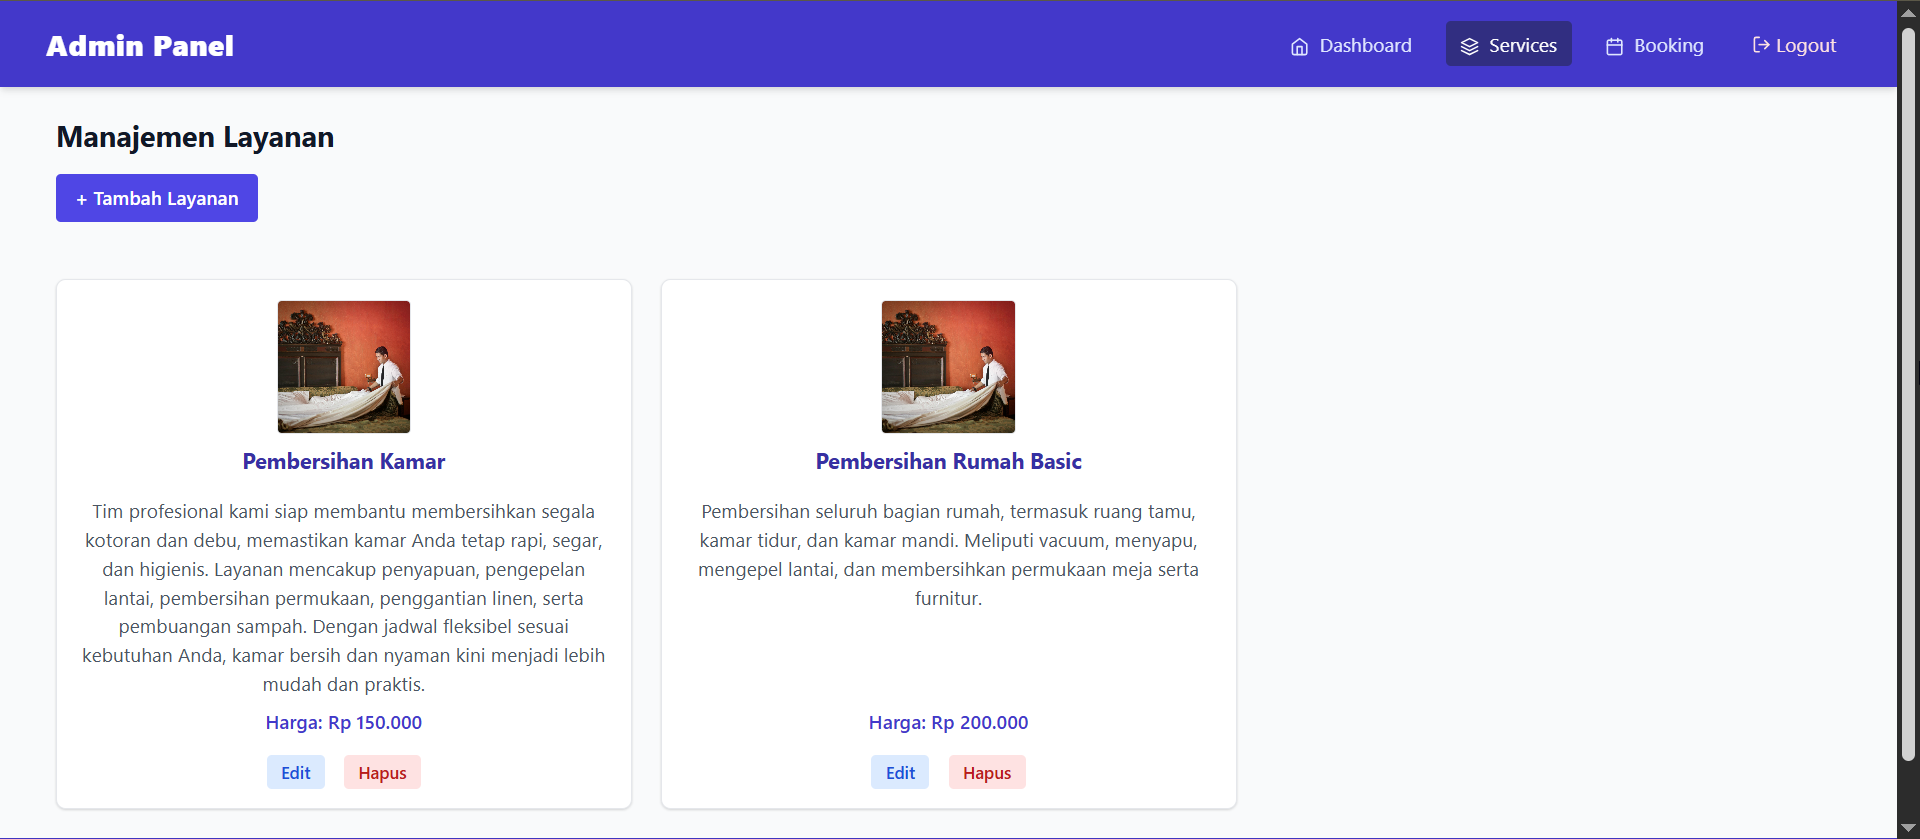 Admin Panel
Dashboard
Services
Booking
Logout
Manajemen Layanan
+ Tambah Layanan
Pembersihan Kamar
Tim profesional kami siap membantu membersihkan segala
kotoran dan debu, memastikan kamar Anda tetap rapi, segar,
dan higienis. Layanan mencakup penyapuan, pengepelan
lantai, pembersihan permukaan, penggantian linen, serta
pembuangan sampah. Dengan jadwal fleksibel sesuai
kebutuhan Anda, kamar bersih dan nyaman kini menjadi lebih
mudah dan praktis.
Harga: Rp 150.000
Edit
Hapus
Pembersihan Rumah Basic
Pembersihan seluruh bagian rumah, termasuk ruang tamu,
kamar tidur, dan kamar mandi. Meliputi vacuum, menyapu,
mengepel lantai, dan membersihkan permukaan meja serta
furnitur.
Harga: Rp 200.000
Edit
Hapus